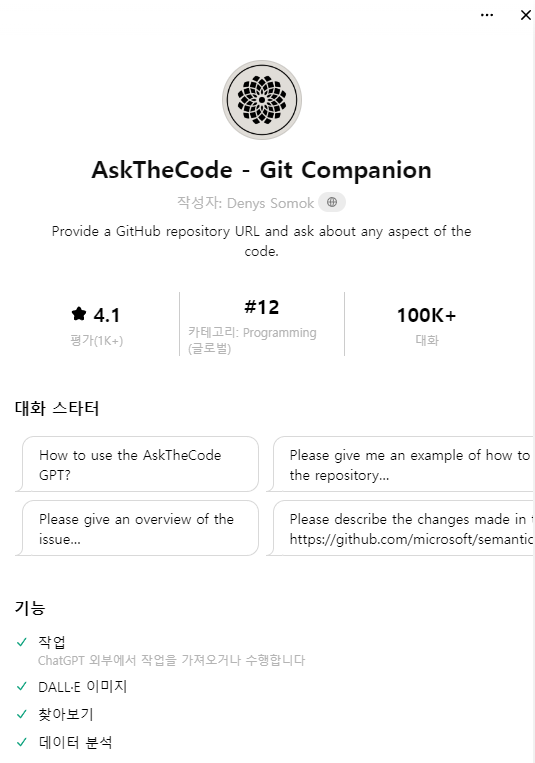 AskTheCode - Git Companion
작성자: Denys Somok
Provide a GitHub repository URL and ask about any aspect of the
code.
4.1
평가(1K+)
#12
카테고리: Programming
(글로벌)
100K+
대화
대화 스타터
How to use the AskTheCode
GPT?
Please give me an example of how to
the repository...
Please give an overview of the
issue...
Please describe the changes made in
https://github.com/microsoft/semantic
기능
작업
ChatGPT 외부에서 작업을 가져오거나 수행합니다
DALL·E 이미지
찾아보기
데이터 분석